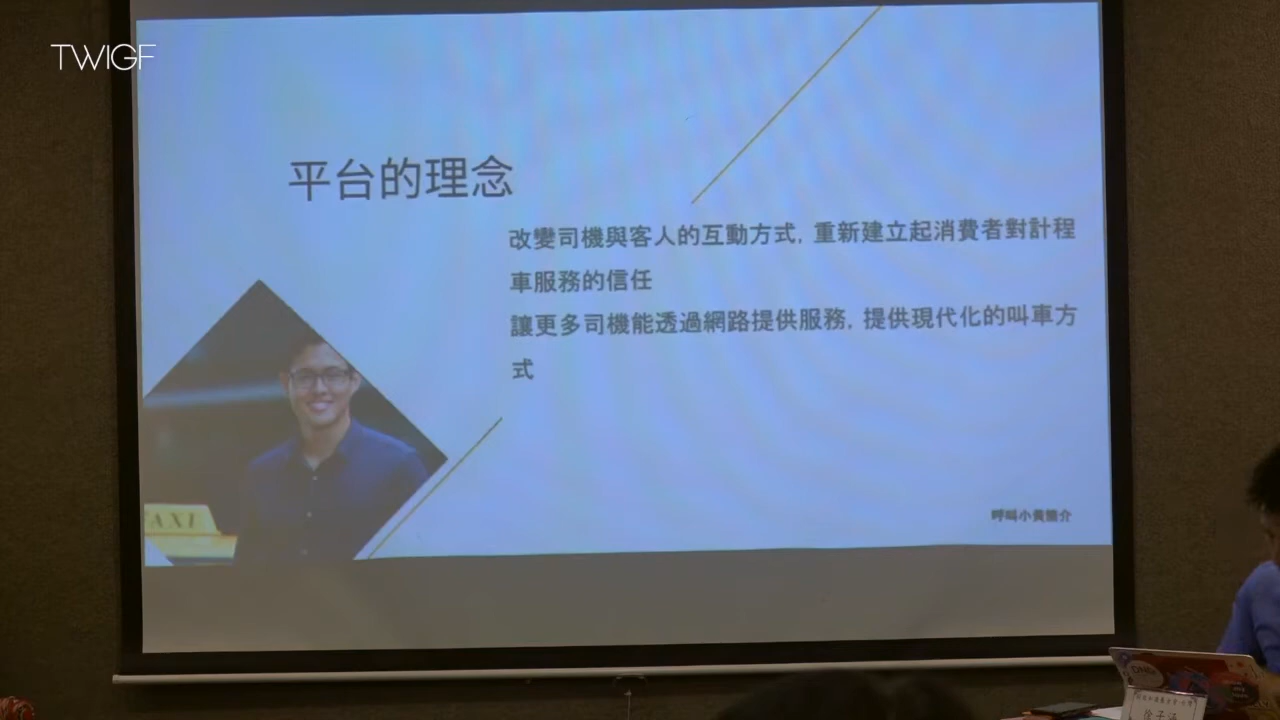 TWIGF
平台的理念
改變司機與客人的互動方式, 重新建立起消費者對計程
車服務的信任
讓更多司機能透過網路提供服務, 提供現代化的叫車方
式
TAXI
呼叫小黃簡介